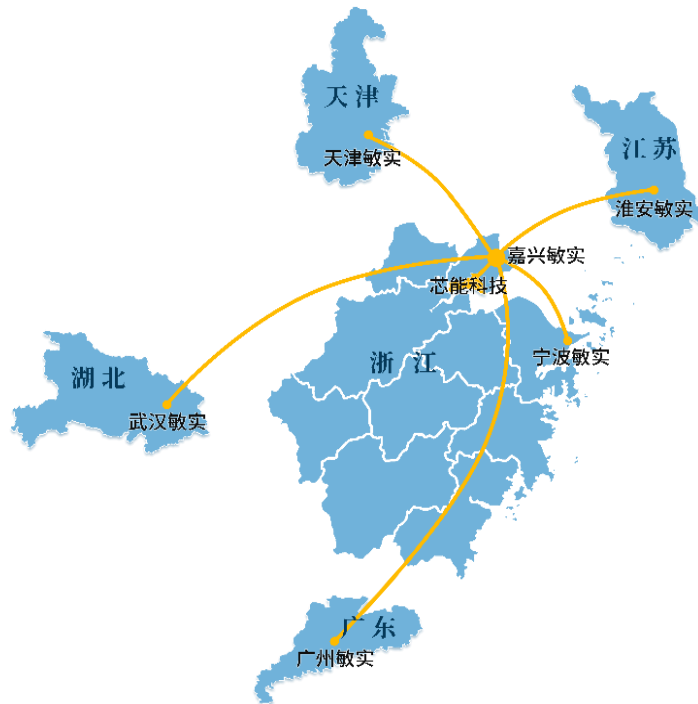 天津
天津敏实
江苏
淮安敏实
嘉兴敏实
芯能科技
宁波敏实
浙江
湖北
武汉敏实
广东
广州敏实